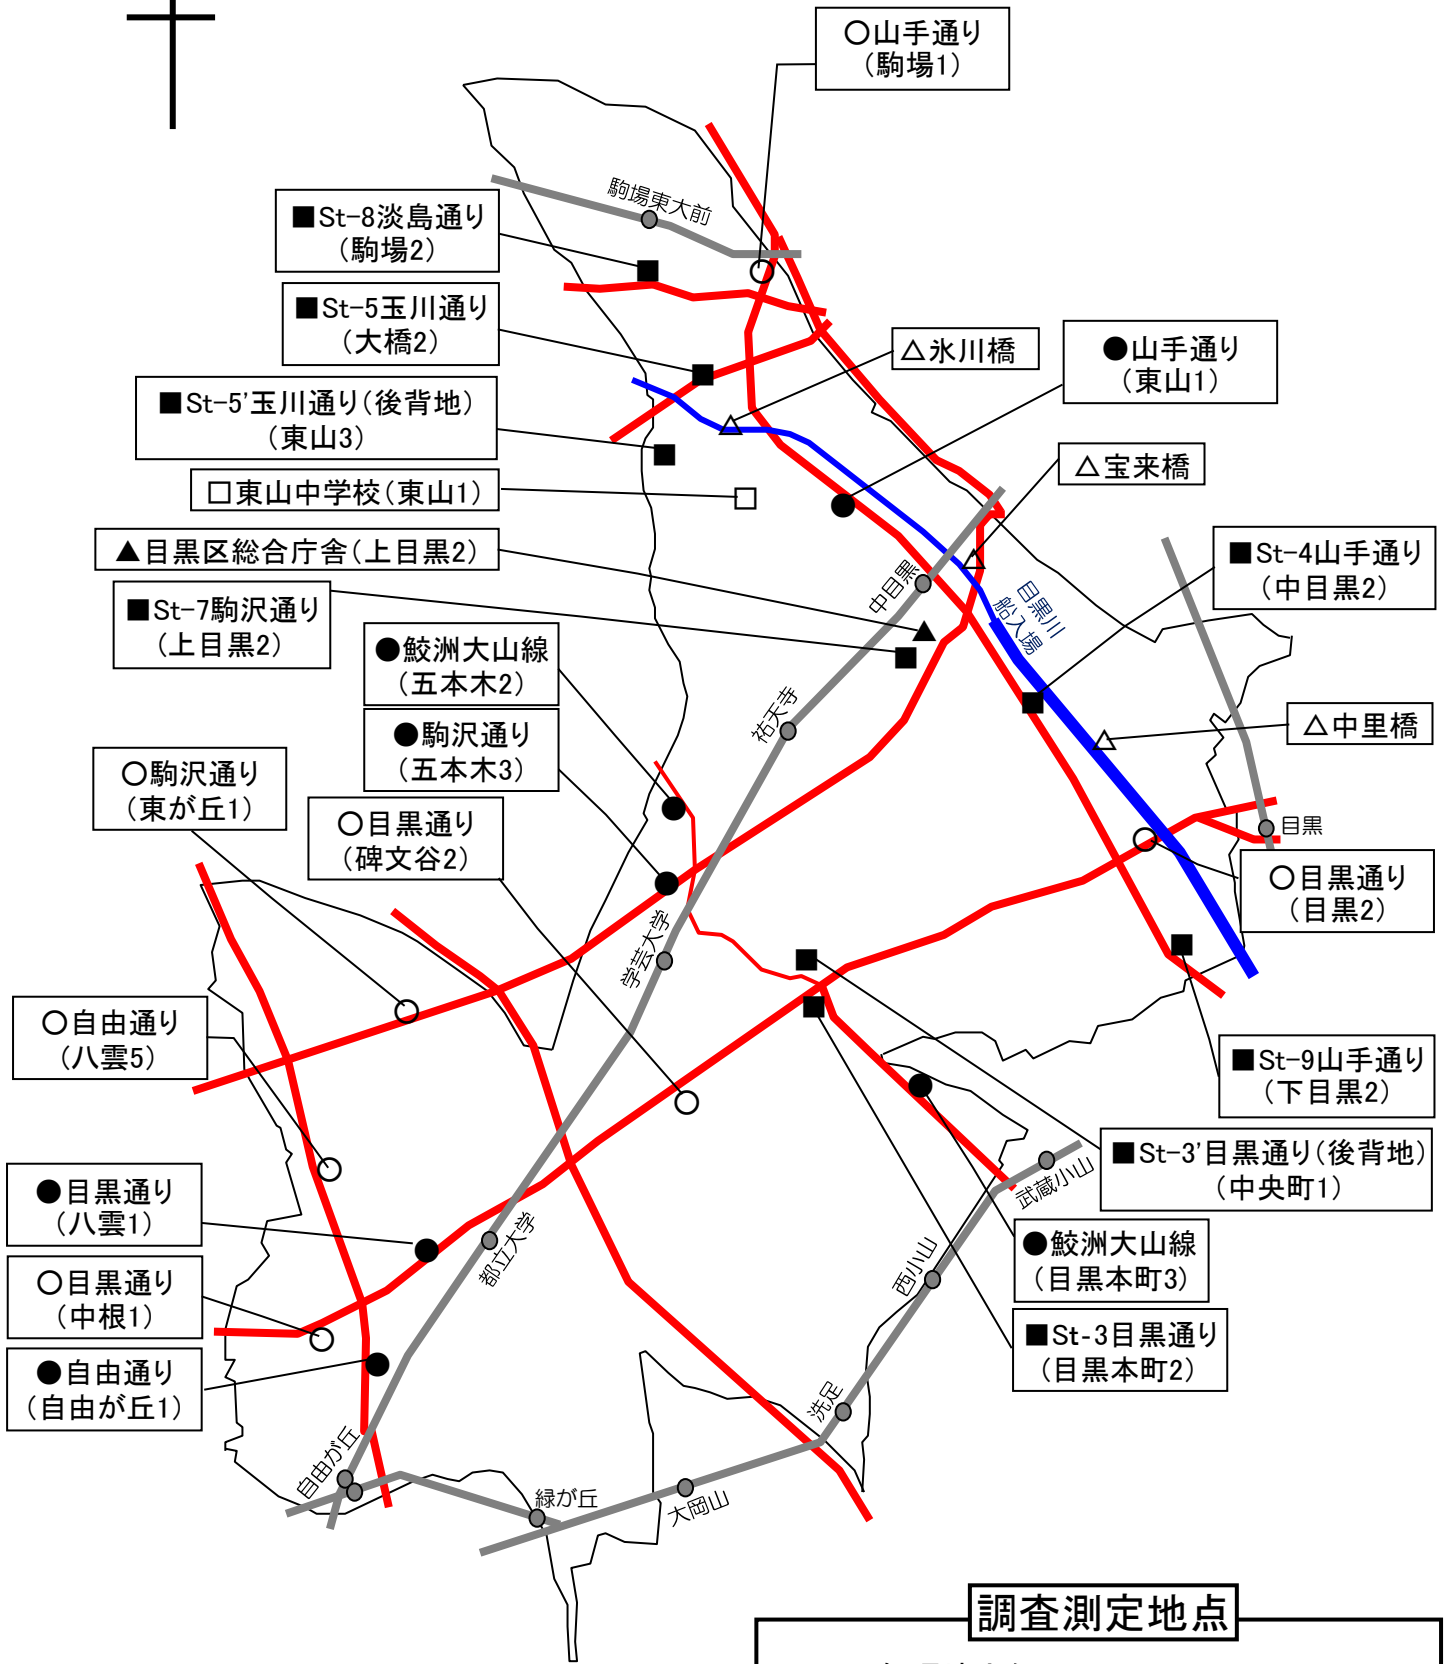 ○山手通り
(駒場1)
駒場東大前
■St-8淡島通り
(駒場2)
■St-5玉川通り
(大橋2)
△氷川橋
●山手通り
(東山1)
■St-5'玉川通り(後背地)
(東山3)
△宝来橋
□東山中学校(東山1)
▲目黒区総合庁舎(上目黒2)
■St-4山手通り
(中目黒2)
中目黒
目黒川
船入場
■St-7駒沢通り
(上目黒2)
●鮫洲大山線
(五本木2)
祐天寺
●駒沢通り
(五本木3)
△中里橋
○駒沢通り
(東が丘1)
○目黒通り
(碑文谷2)
目黒
○目黒通り
(目黒2)
学芸大学
○自由通り
(八雲5)
■St-9山手通り
(下目黒2)
■St-3'目黒通り(後背地)
(中央町1)
武蔵小山
●目黒通り
(八雲1)
都立大学
●鮫洲大山線
(目黒本町3)
西小山
○目黒通り
(中根1)
■St-3目黒通り
(目黒本町2)
●自由通り
(自由が丘1)
洗足
自由が丘
緑が丘
大岡山
調査測定地点